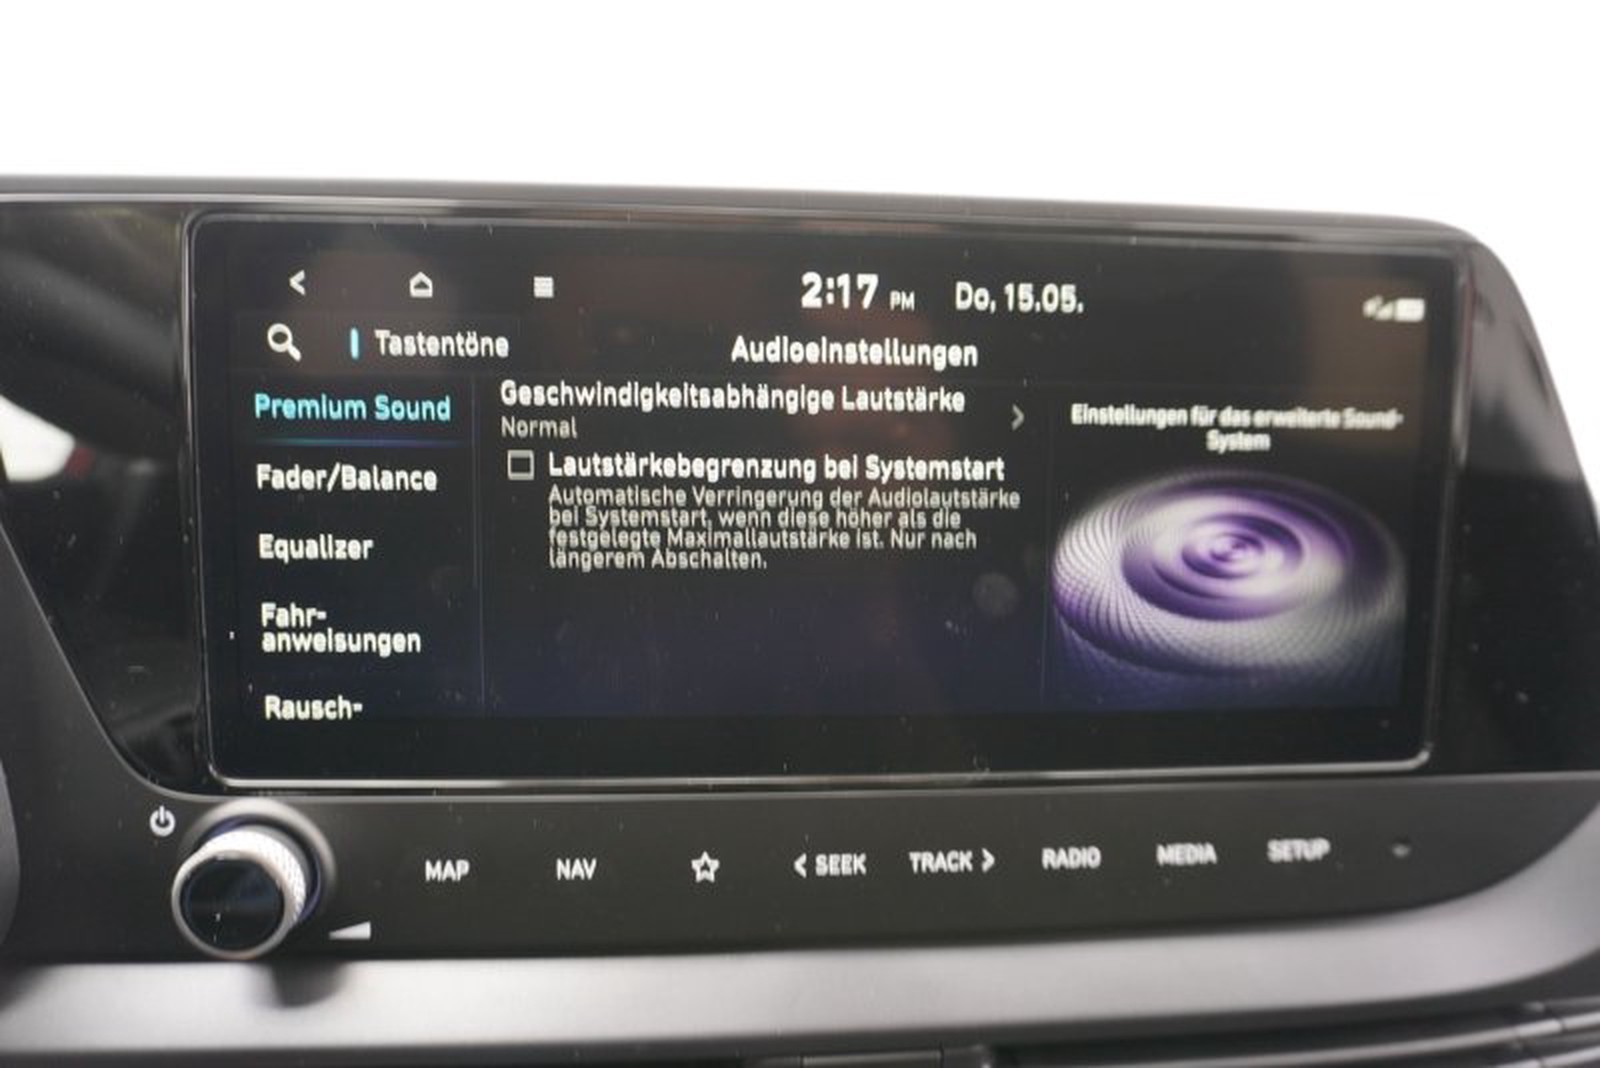 2:17 PM Do, 15.05.
Tastentöne
Audioeinstellungen
Premium Sound
Fader/Balance
Equalizer
Fahr-
anweisungen
Rausch-
Geschwindigkeitsabhängige Lautstärke
Normal
Lautstärkebegrenzung bei Systemstart
Automatische Verringerung der Audiolautstärke
bei Systemstart, wenn diese höher als die
festgelegte Maximallautstärke ist. Nur nach
längerem Abschalten.
Einstellungen für das erweiterte Sound-
System
MAP NAV < SEEK TRACK > RADIO MEDIA SETUP